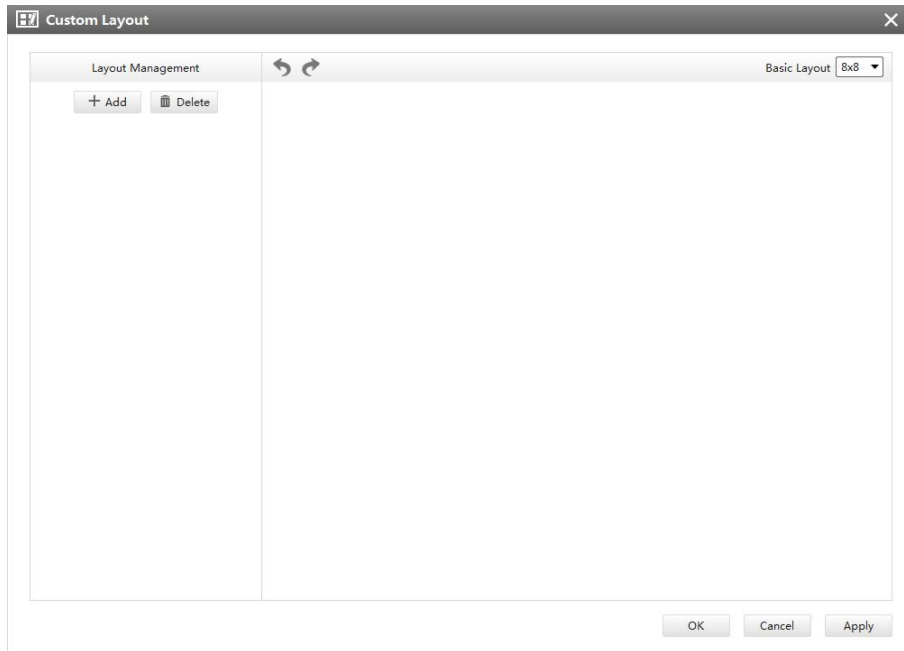 Custom Layout
Layout Management
Basic Layout 8x8
Add Delete
OK Cancel Apply